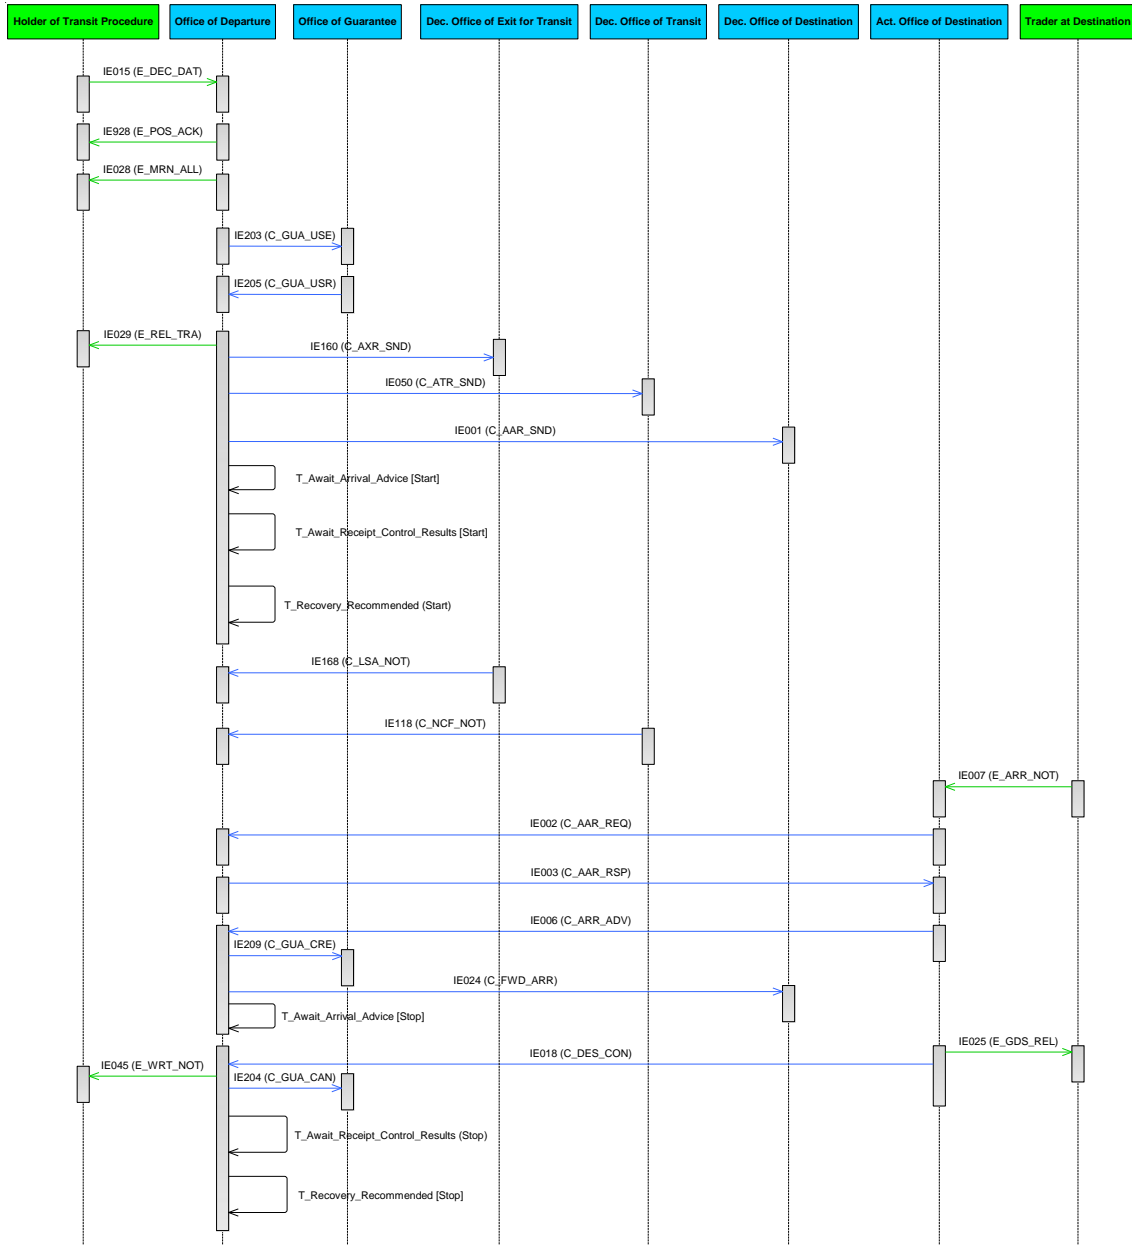 Holder of Transit Procedure
Office of Departure
Office of Guarantee
Dec. Office of Exit for Transit
Dec. Office of Transit
Dec. Office of Destination
Act. Office of Destination
Trader at Destination
IE015 (E_DEC_DAT)
IE928 (E_POS_ACK)
IE028 (E_MRN_ALL)
IE203 (C_GUA_USE)
IE205 (C_GUA_USR)
IE029 (E_REL_TRA)
IE160 (C_AXR_SND)
IE050 (C_ATR_SND)
IE001 (C_AAR_SND)
T_Await_Arrival_Advice [Start]
T_Await_Receipt_Control_Results [Start]
T_Recovery_Recommended (Start)
IE168 (C_LSA_NOT)
IE118 (C_NCF_NOT)
IE007 (E_ARR_NOT)
IE002 (C_AAR_REQ)
IE003 (C_AAR_RSP)
IE006 (C_ARR_ADV)
IE209 (C_GUA_CRE)
IE024 (C_FWD_ARR)
T_Await_Arrival_Advice [Stop]
IE025 (E_GDS_REL)
IE018 (C_DES_CON)
IE045 (E_WRT_NOT)
IE204 (C_GUA_CAN)
T_Await_Receipt_Control_Results (Stop)
T_Recovery_Recommended [Stop]